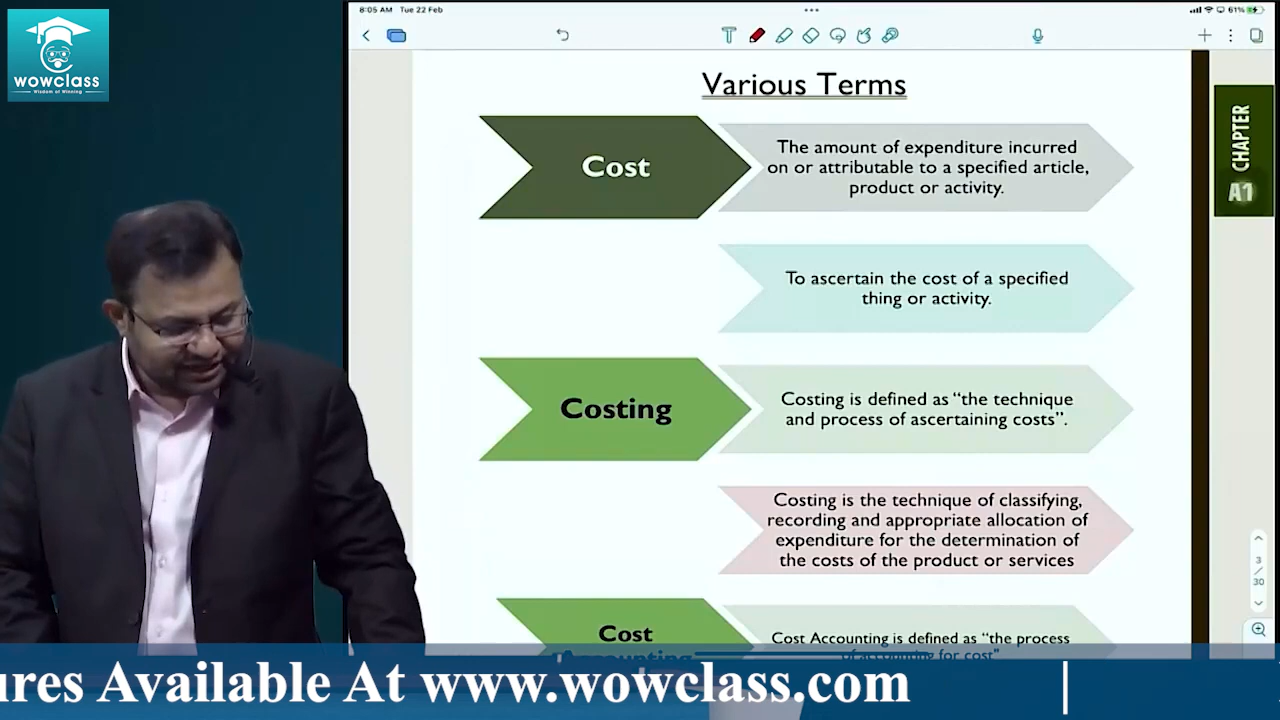 wowclass
Wisdom of Winning
8:05 AM Tue 22 Feb
61%
Various Terms
Cost
The amount of expenditure incurred
on or attributable to a specified article,
product or activity.
To ascertain the cost of a specified
thing or activity.
Costing
Costing is defined as “the technique
and process of ascertaining costs”.
Costing is the technique of classifying,
recording and appropriate allocation of
expenditure for the determination of
the costs of the product or services
Cost
Accounting
Cost Accounting is defined as “the process
of accounting for cost”
CHAPTER
A1
3
/
30
ures Available At www.wowclass.com |